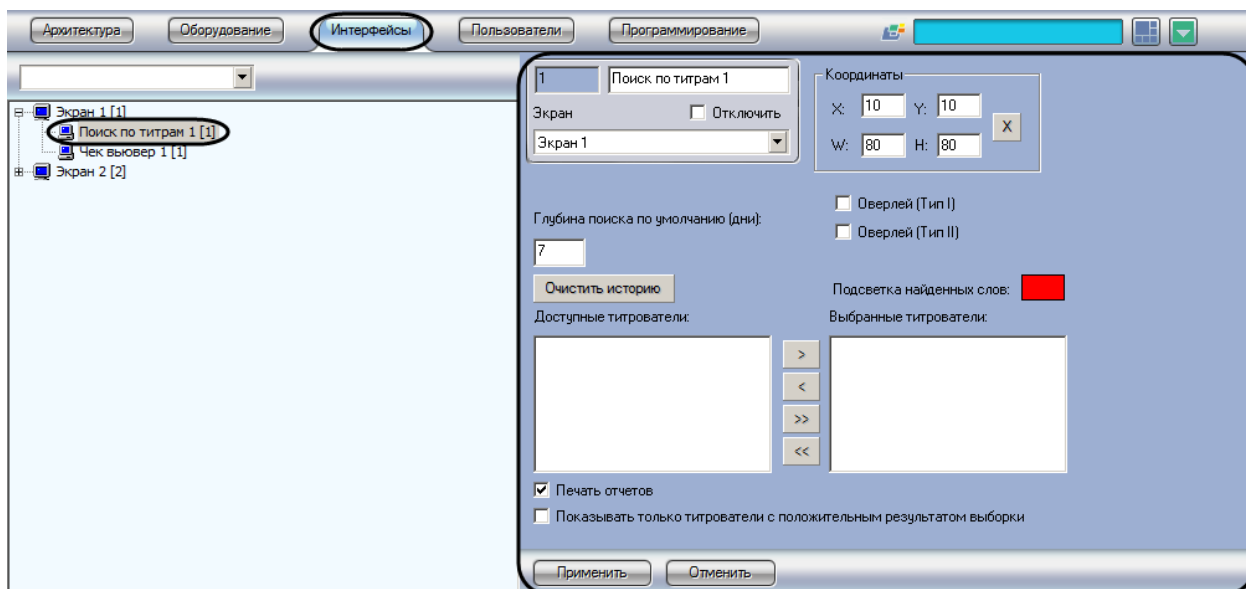 Архитектура Оборудование Интерфейсы Пользователи Программирование
Экран 1 [1]
Поиск по титрам 1 [1]
Чек вьювер 1 [1]
Экран 2 [2]
1 Поиск по титрам 1
Экран Отключить
Экран 1
Координаты
X: 10 Y: 10
W: 80 H: 80
X
Глубина поиска по умолчанию (дни):
7
Оверлей (Тип I)
Оверлей (Тип II)
Очистить историю Подсветка найденных слов:
Доступные титрователи: Выбранные титрователи:
>
<
>>
<<
Печать отчетов
Показывать только титрователи с положительным результатом выборки
Применить Отменить